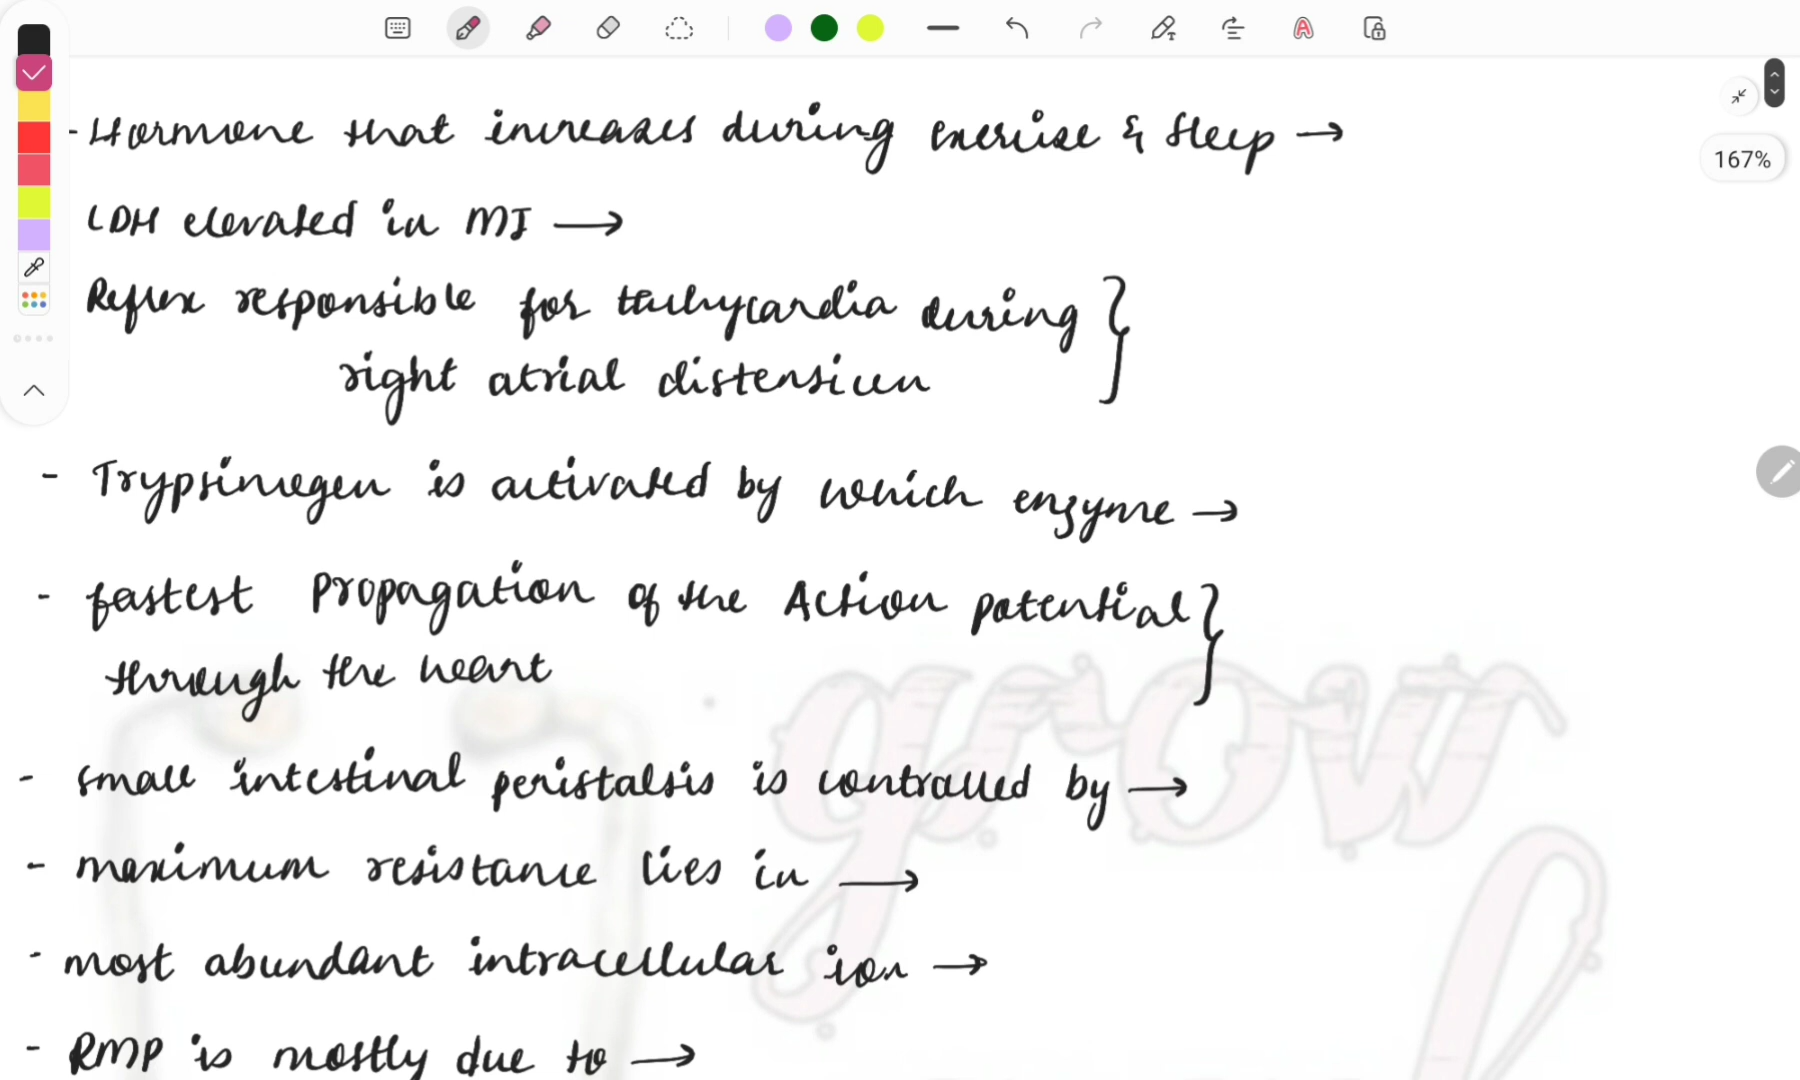 167%
- Hormone that increases during exercise & sleep →
LDH elevated in MI →
Reflex responsible for tachycardia during
right atrial distension
- Trypsinogen is activated by which enzyme →
- fastest Propagation of the Action potential
through the heart
- small intestinal peristalsis is controlled by →
- maximum resistance lies in →
- most abundant intracellular ion →
- RMP is mostly due to →
grow